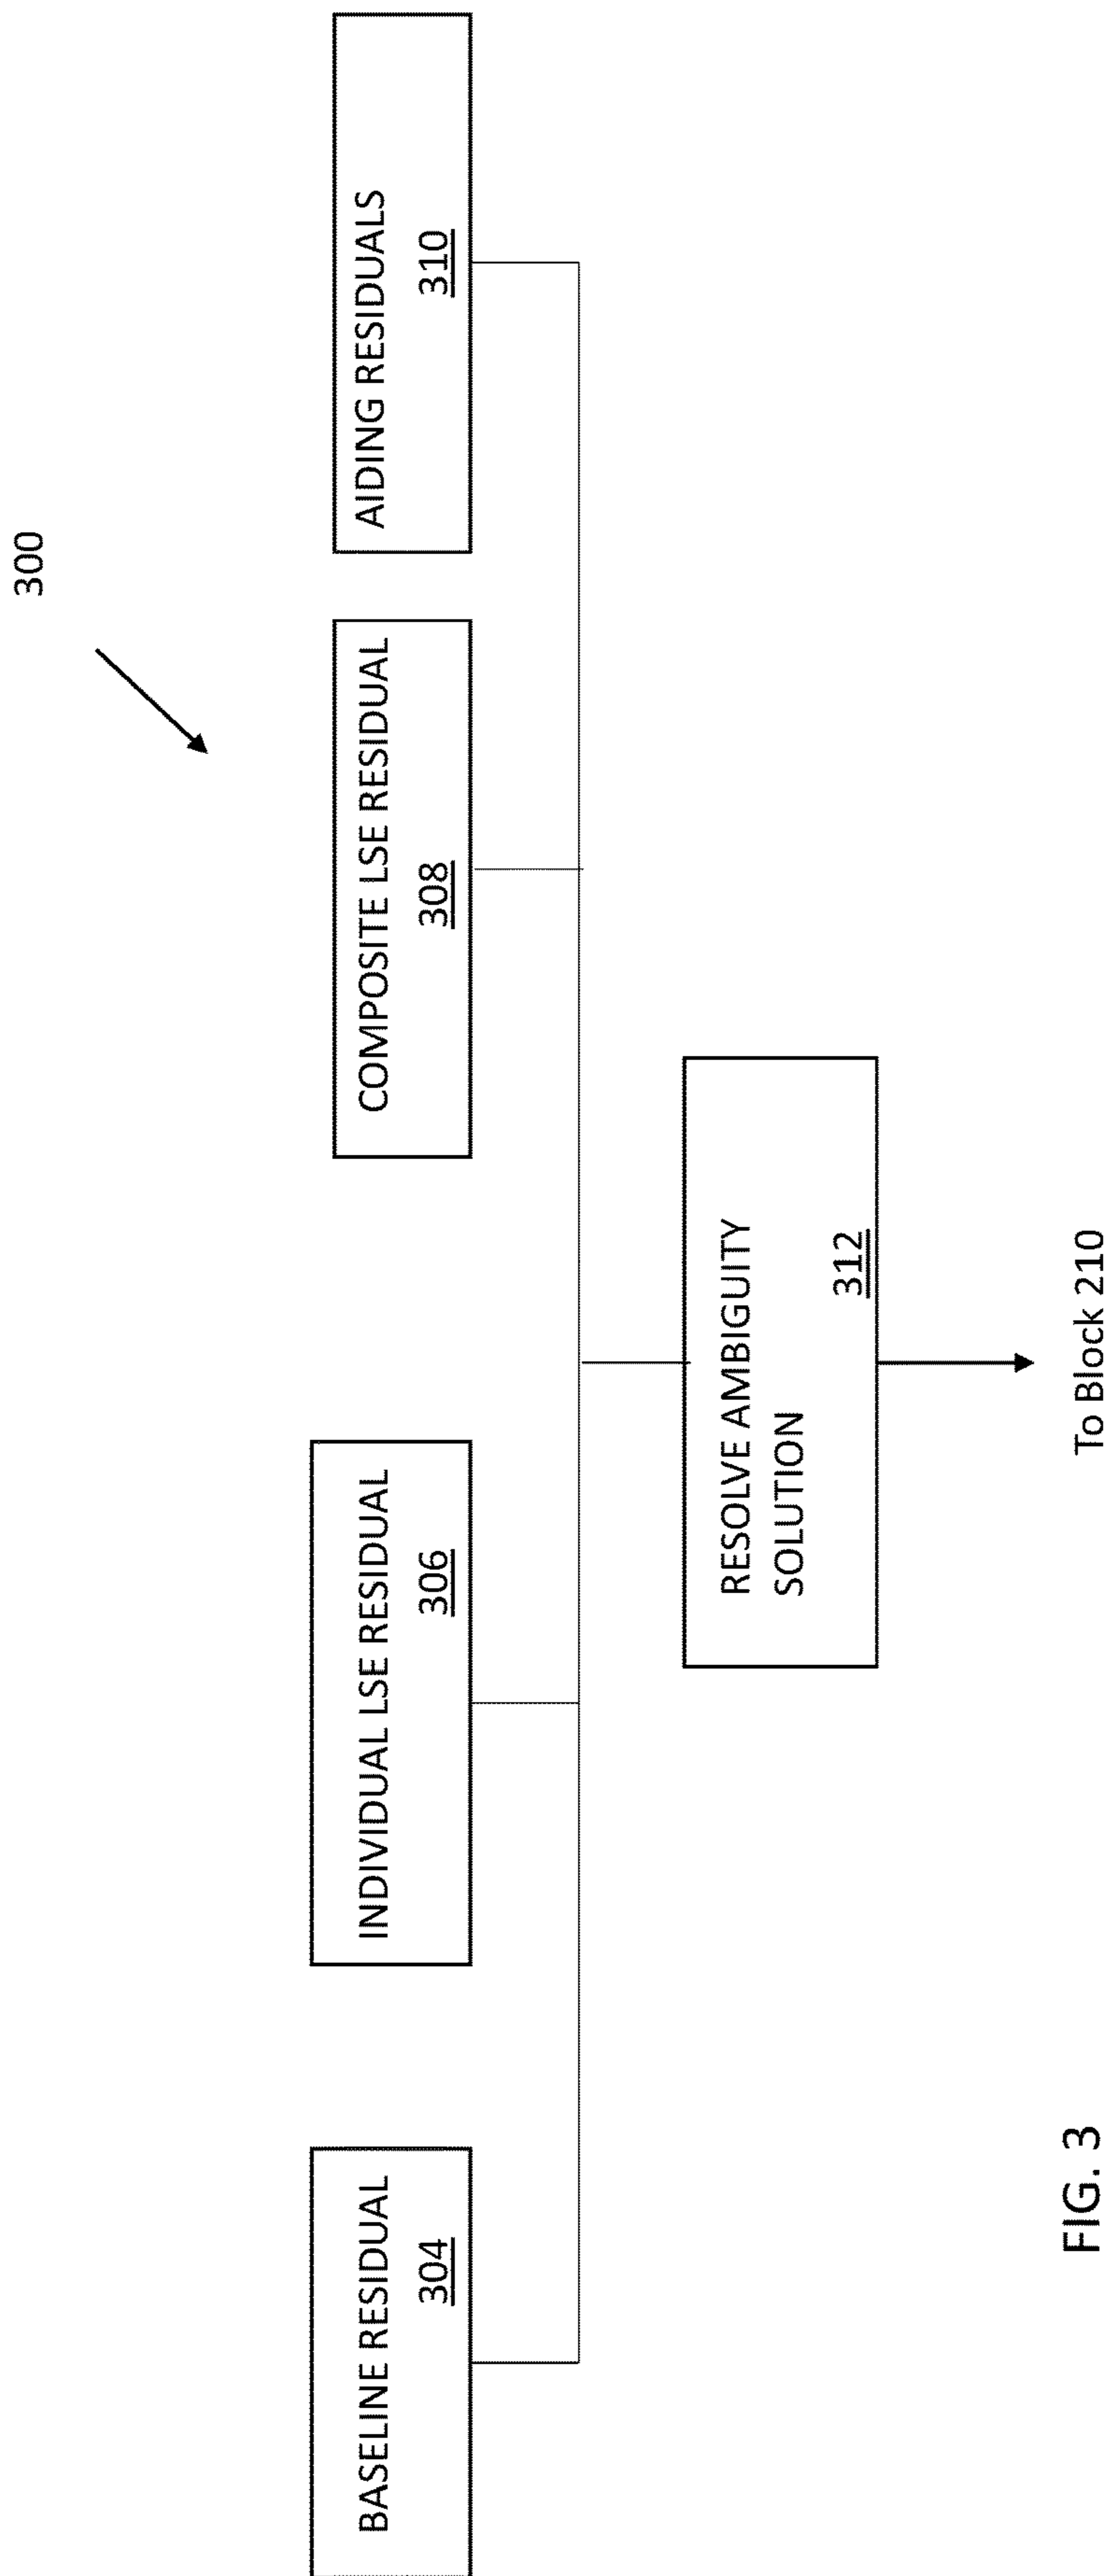 300
BASELINE RESIDUAL
304
INDIVIDUAL LSE RESIDUAL
306
COMPOSITE LSE RESIDUAL
308
AIDING RESIDUALS
310
RESOLVE AMBIGUITY
SOLUTION
312
To Block 210
FIG. 3